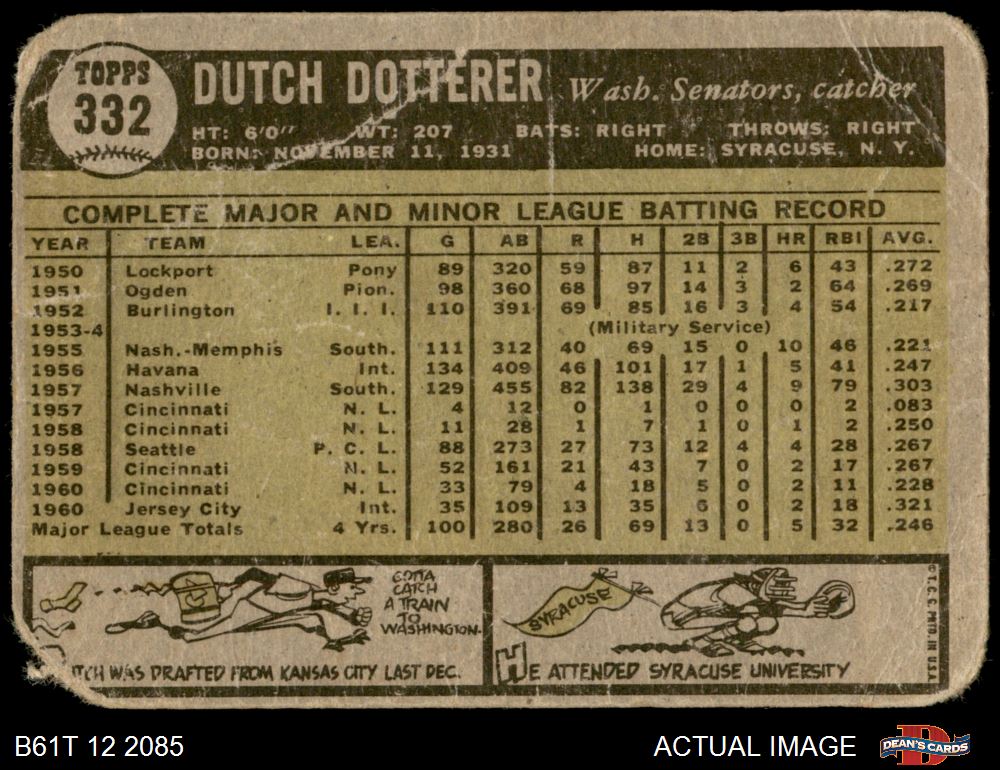 TOPPS
332
DUTCH DOTTERER Wash. Senators, catcher
HT: 6'0" WT: 207 BATS: RIGHT THROWS: RIGHT
BORN: NOVEMBER 11, 1931 HOME: SYRACUSE, N. Y.
COMPLETE MAJOR AND MINOR LEAGUE BATTING RECORD
YEAR TEAM LEA. G AB R H 2B 3B HR RBI AVG.
1950 Lockport Pony 89 320 59 87 11 2 6 43 .272
1951 Ogden Pion. 98 360 68 97 14 3 2 64 .269
1952 Burlington I. I. I. 110 391 69 85 16 3 4 54 .217
1953-4 (Military Service)
1955 Nash.-Memphis South. 111 312 40 69 15 0 10 46 .221
1956 Havana Int. 134 409 46 101 17 1 5 41 .247
1957 Nashville South. 129 455 82 138 29 4 9 79 .303
1957 Cincinnati N. L. 4 12 0 1 0 0 0 2 .083
1958 Cincinnati N. L. 11 28 1 7 1 0 1 2 .250
1958 Seattle P. C. L. 88 273 27 73 12 4 4 28 .267
1959 Cincinnati N. L. 52 161 21 43 7 0 2 17 .267
1960 Cincinnati N. L. 33 79 4 18 5 0 2 11 .228
1960 Jersey City Int. 35 109 13 35 6 0 2 18 .321
Major League Totals 4 Yrs. 100 280 26 69 13 0 5 32 .246
GOTTA
CATCH
A TRAIN
TO
WASHINGTON.
TCH WAS DRAFTED FROM KANSAS CITY LAST DEC.
SYRACUSE
HE ATTENDED SYRACUSE UNIVERSITY
© T. C. G. PRTD. IN U.S.A.
B61T 12 2085
ACTUAL IMAGE
D
DEAN'S CARDS